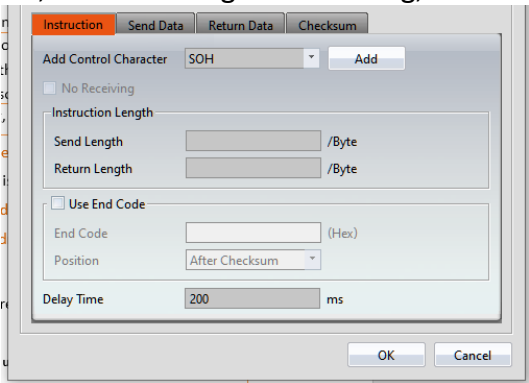 Instruction Send Data Return Data Checksum
Add Control Character SOH Add
No Receiving
Instruction Length
Send Length /Byte
Return Length /Byte
Use End Code
End Code (Hex)
Position After Checksum
Delay Time 200 ms
OK Cancel